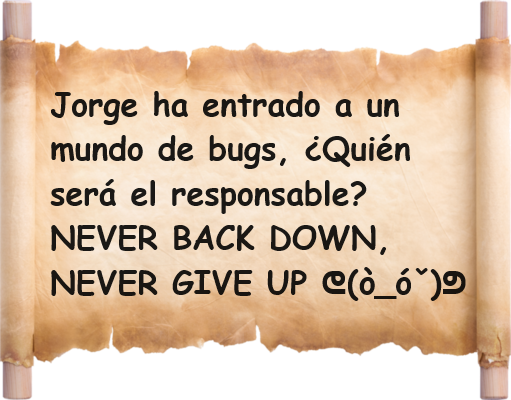 Jorge ha entrado a un
mundo de bugs, ¿Quién
será el responsable?
NEVER BACK DOWN,
NEVER GIVE UP ᕦ(ò_óˇ)ᕤ